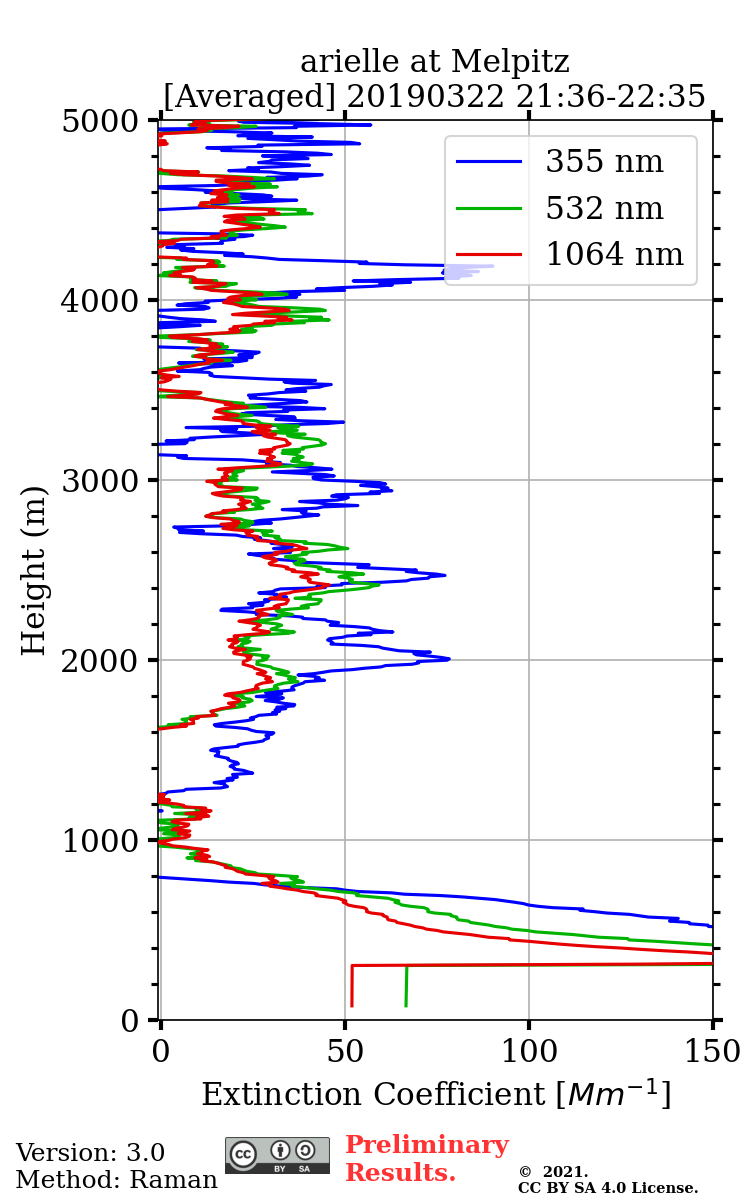 arielle at Melpitz
[Averaged] 20190322 21:36-22:35
5000
4000
3000
2000
1000
0
Height (m)
355 nm
532 nm
1064 nm
0 50 100 150
Extinction Coefficient [Mm⁻¹]
Version: 3.0
Method: Raman
cc BY SA
Preliminary
Results.
© 2021.
CC BY SA 4.0 License.